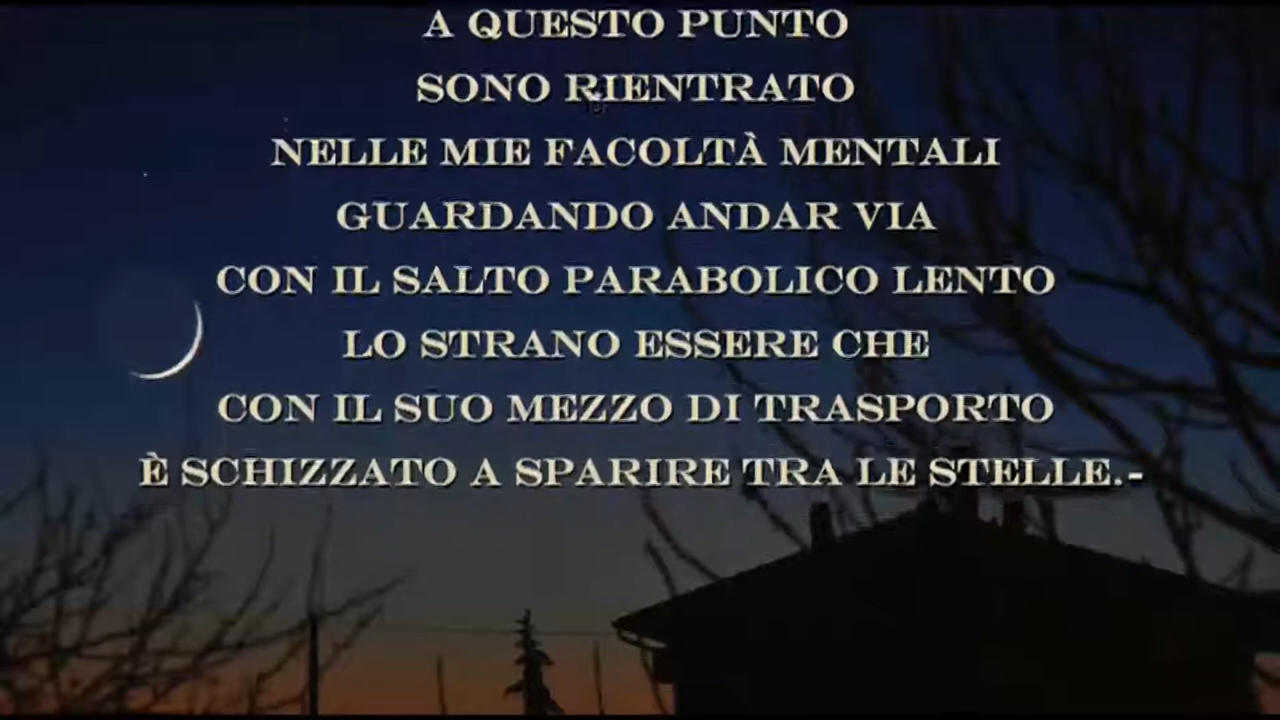 A QUESTO PUNTO
SONO RIENTRATO
NELLE MIE FACOLTÀ MENTALI
GUARDANDO ANDAR VIA
CON IL SALTO PARABOLICO LENTO
LO STRANO ESSERE CHE
CON IL SUO MEZZO DI TRASPORTO
È SCHIZZATO A SPARIRE TRA LE STELLE.-